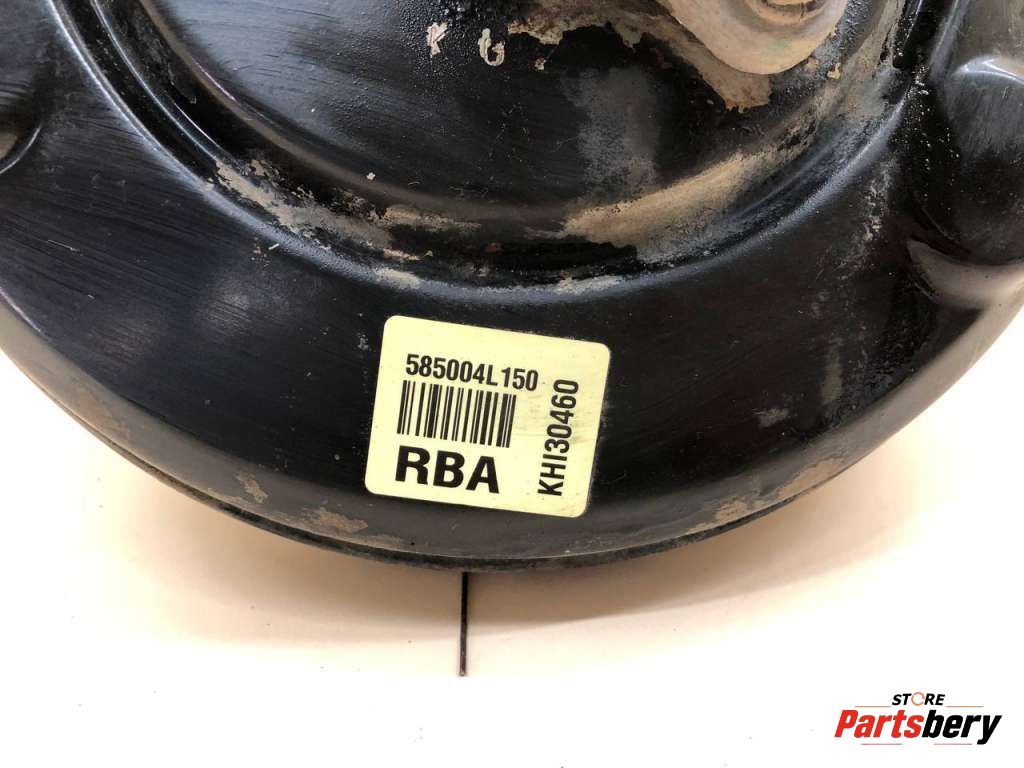 K G
585004L150
RBA
KHI30460
STORE
Partsbery